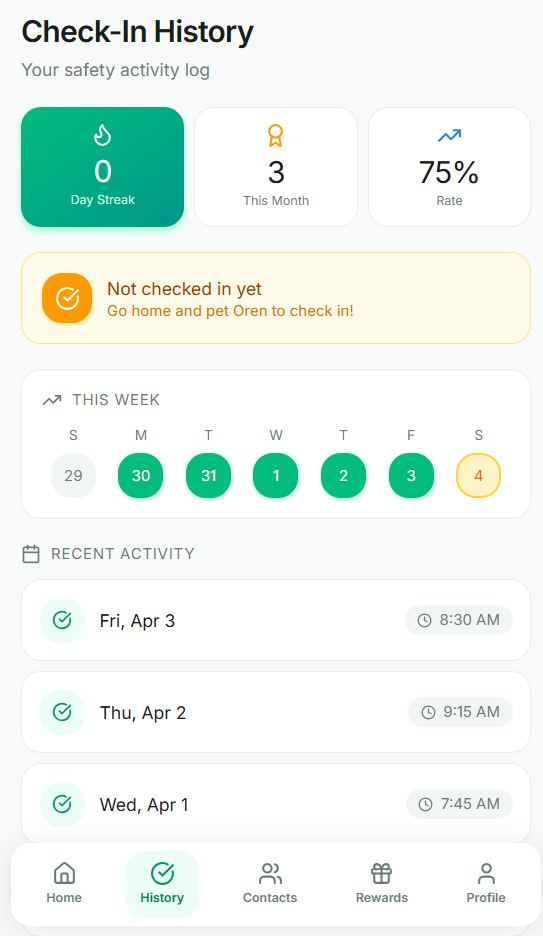 Check-In History
Your safety activity log
0
Day Streak
3
This Month
75%
Rate
Not checked in yet
Go home and pet Oren to check in!
THIS WEEK
S M T W T F S
29 30 31 1 2 3 4
RECENT ACTIVITY
Fri, Apr 3 8:30 AM
Thu, Apr 2 9:15 AM
Wed, Apr 1 7:45 AM
Home History Contacts Rewards Profile